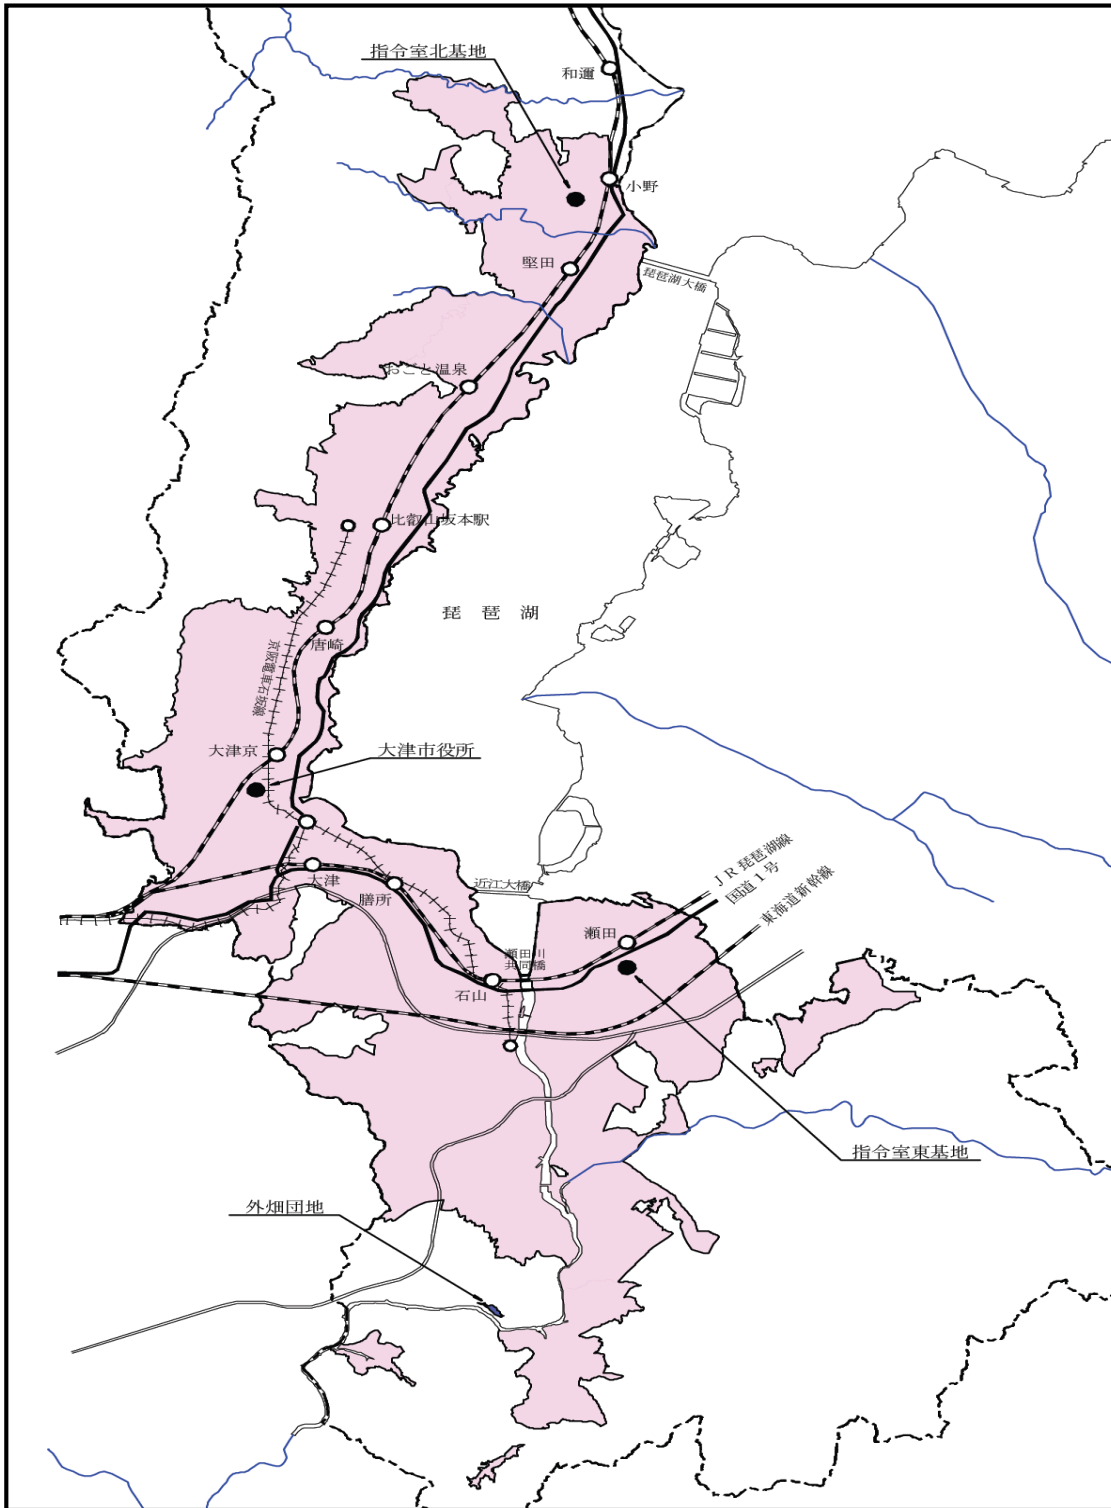 指令室北基地
和邇
小野
堅田
琵琶湖大橋
おごと温泉
比叡山坂本駅
琵琶湖
唐崎
京阪電車石坂線
大津京
大津市役所
大津
膳所
近江大橋
JR琵琶湖線
国道1号
東海道新幹線
瀬田
瀬田川
共同橋
石山
指令室東基地
外畑団地